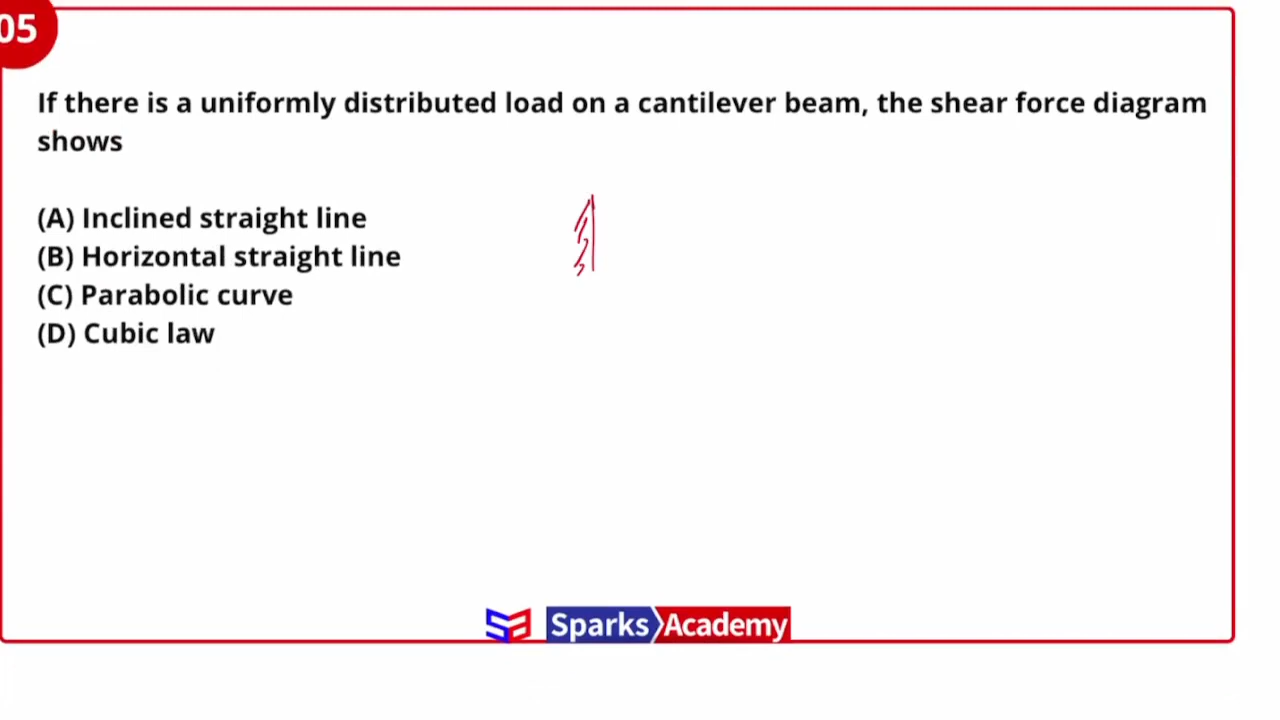 05
If there is a uniformly distributed load on a cantilever beam, the shear force diagram
shows
(A) Inclined straight line
(B) Horizontal straight line
(C) Parabolic curve
(D) Cubic law
Sparks Academy